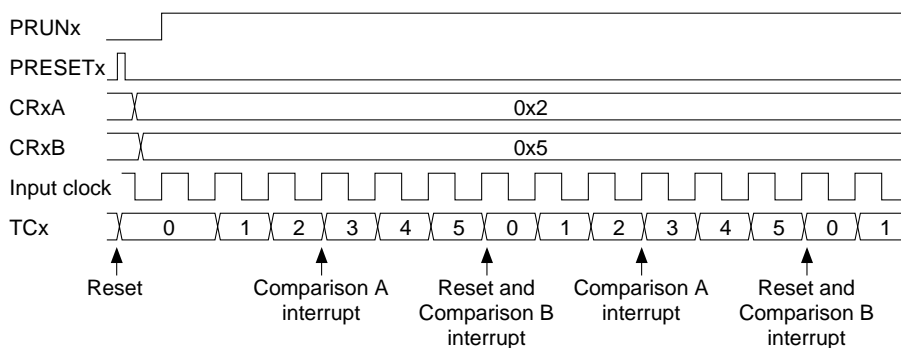 PRUNx
PRESETx
CRxA 0x2
CRxB 0x5
Input clock
TCx 0 1 2 3 4 5 0 1 2 3 4 5 0 1
Reset Comparison A Reset and Comparison A Reset and
interrupt Comparison B interrupt Comparison B
interrupt interrupt